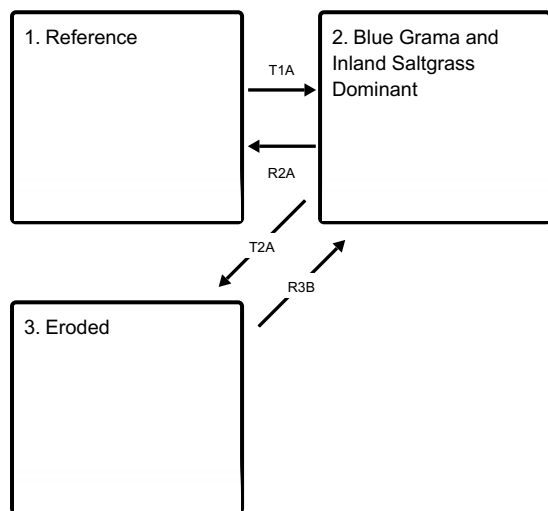 1. Reference
2. Blue Grama and
Inland Saltgrass
Dominant
T1A
R2A
T2A
R3B
3. Eroded